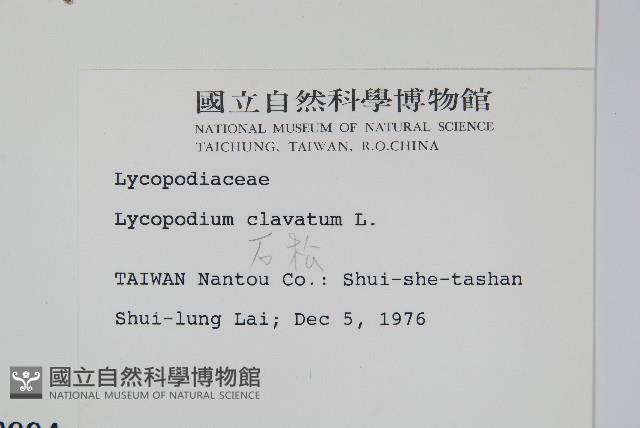 國立自然科學博物館
NATIONAL MUSEUM OF NATURAL SCIENCE
TAICHUNG, TAIWAN, R.O.CHINA
Lycopodiaceae
Lycopodium clavatum L.
石松
TAIWAN Nantou Co.: Shui-she-tashan
Shui-lung Lai; Dec 5, 1976
國立自然科學博物館
NATIONAL MUSEUM OF NATURAL SCIENCE